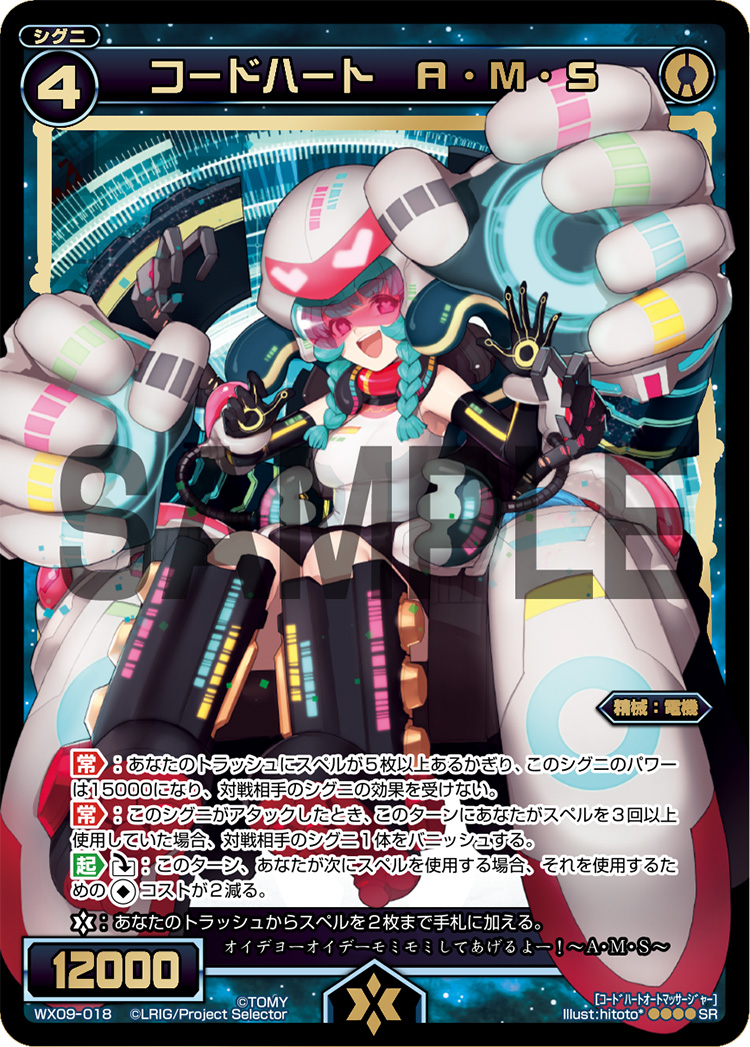 シグニ
4
コードハート A・M・S
SAMPLE
精械：電機
常：あなたのトラッシュにスペルが５枚以上あるかぎり、このシグニのパワー
は15000になり、対戦相手のシグニの効果を受けない。
常：このシグニがアタックしたとき、このターンにあなたがスペルを３回以上
使用していた場合、対戦相手のシグニ１体をバニッシュする。
起：このターン、あなたが次にスペルを使用する場合、それを使用するた
めのコストが２減る。
：あなたのトラッシュからスペルを２枚まで手札に加える。
オイデヨーオイデーモミモミしてあげるよー！～A・M・S～
12000
©TOMY
[コードハートオートマッサージャー]
WX09-018 ©LRIG/Project Selector
Illust:hitoto* SR